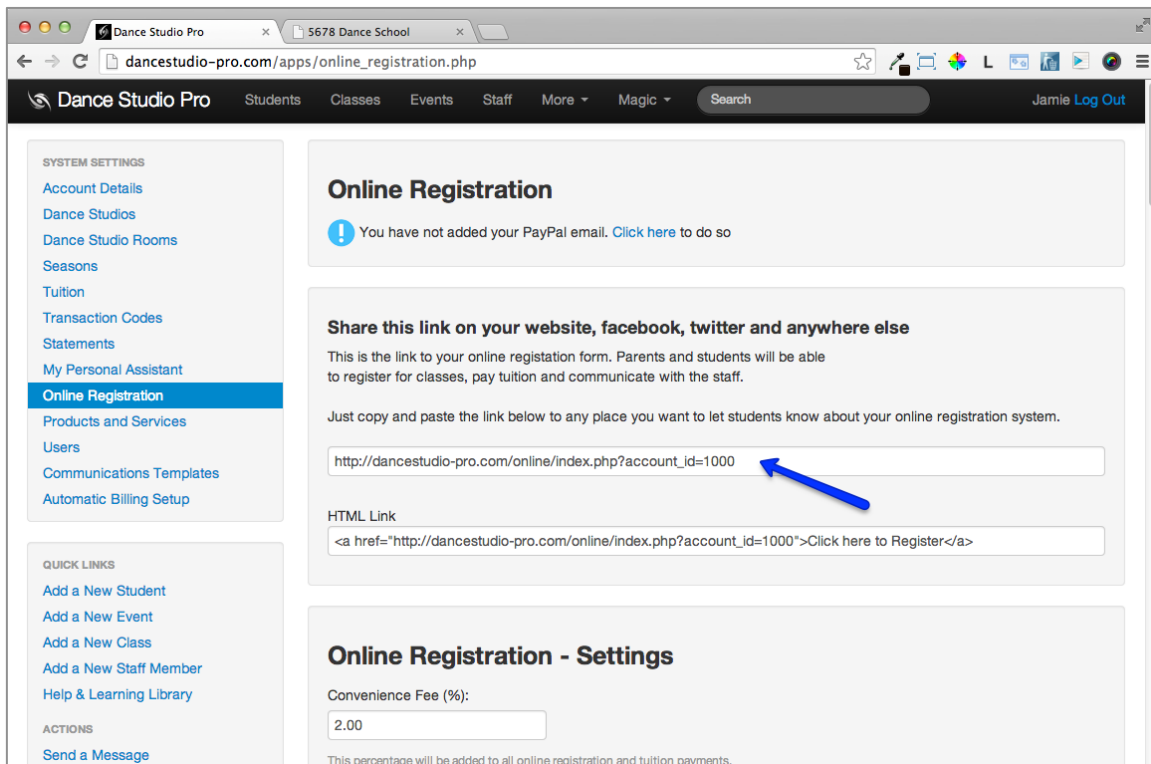 Dance Studio Pro
5678 Dance School
dancestudio-pro.com/apps/online_registration.php
Dance Studio Pro Students Classes Events Staff More Magic Search Jamie Log Out
SYSTEM SETTINGS
Account Details
Dance Studios
Dance Studio Rooms
Seasons
Tuition
Transaction Codes
Statements
My Personal Assistant
Online Registration
Products and Services
Users
Communications Templates
Automatic Billing Setup
QUICK LINKS
Add a New Student
Add a New Event
Add a New Class
Add a New Staff Member
Help & Learning Library
ACTIONS
Send a Message
Online Registration
You have not added your PayPal email. Click here to do so
Share this link on your website, facebook, twitter and anywhere else
This is the link to your online registation form. Parents and students will be able
to register for classes, pay tuition and communicate with the staff.
Just copy and paste the link below to any place you want to let students know about your online registration system.
http://dancestudio-pro.com/online/index.php?account_id=1000
HTML Link
<a href="http://dancestudio-pro.com/online/index.php?account_id=1000">Click here to Register</a>
Online Registration - Settings
Convenience Fee (%):
2.00
This percentage will be added to all online registration and tuition payments.